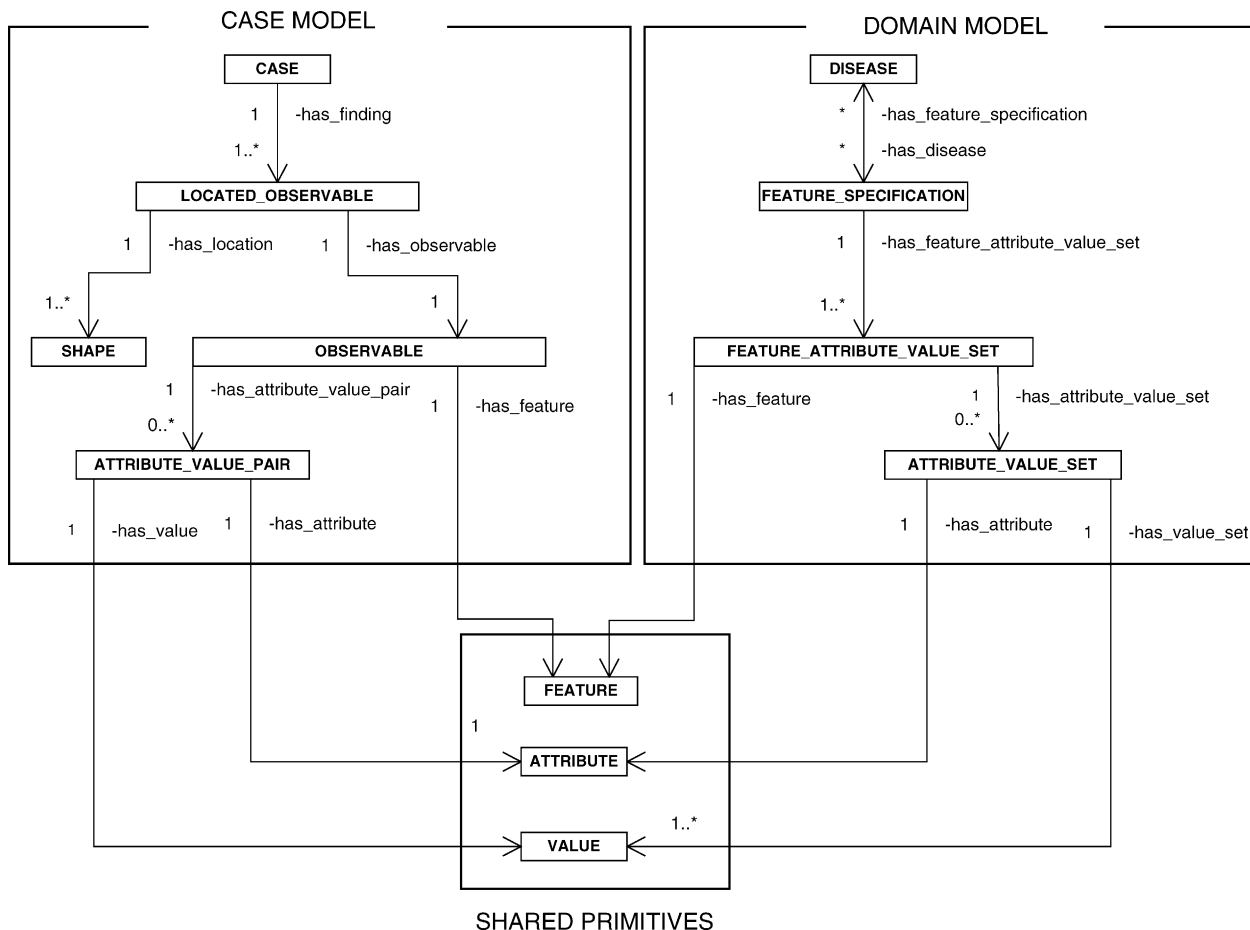 CASE MODEL
CASE
1 -has_finding
1..*
LOCATED_OBSERVABLE
1 -has_location 1 -has_observable
1..* 1
SHAPE OBSERVABLE
1 -has_attribute_value_pair 1 -has_feature
0..*
ATTRIBUTE_VALUE_PAIR
1 -has_value 1 -has_attribute
DOMAIN MODEL
DISEASE
* -has_feature_specification
* -has_disease
FEATURE_SPECIFICATION
1 -has_feature_attribute_value_set
1..*
FEATURE_ATTRIBUTE_VALUE_SET
1 -has_feature 1 -has_attribute_value_set
0..*
ATTRIBUTE_VALUE_SET
1 -has_attribute 1 -has_value_set
FEATURE
1
ATTRIBUTE
1..*
VALUE
SHARED PRIMITIVES